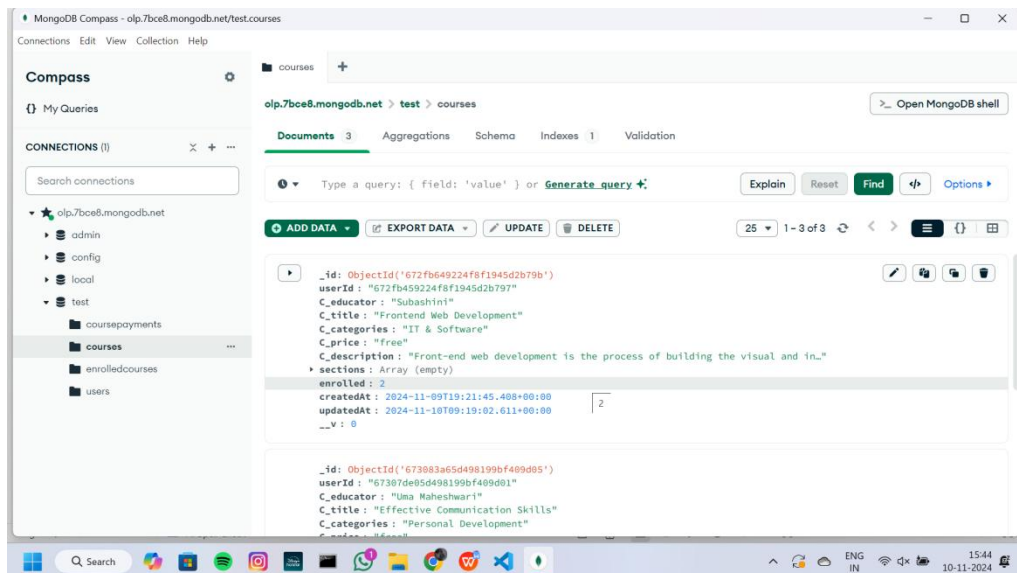 MongoDB Compass - olp.7bce8.mongodb.net/test.courses
Connections Edit View Collection Help
Compass
{} My Queries
CONNECTIONS (1)
Search connections
olp.7bce8.mongodb.net
admin
config
local
test
coursepayments
courses
enrolledcourses
users
courses
olp.7bce8.mongodb.net > test > courses
>_ Open MongoDB shell
Documents 3 Aggregations Schema Indexes 1 Validation
Type a query: { field: 'value' } or Generate query
Explain Reset Find </> Options
ADD DATA EXPORT DATA UPDATE DELETE
25 1 - 3 of 3 {}
_id: ObjectId('672fb649224f8f1945d2b79b')
userId : "672fb459224f8f1945d2b797"
C_educator : "Subashini"
C_title : "Frontend Web Development"
C_categories : "IT & Software"
C_price : "free"
C_description : "Front-end web development is the process of building the visual and in…"
sections : Array (empty)
enrolled : 2
createdAt : 2024-11-09T19:21:45.408+00:00
2
updatedAt : 2024-11-10T09:19:02.611+00:00
__v : 0
_id: ObjectId('673083a65d498199bf409d05')
userId : "67307de05d498199bf409d01"
C_educator : "Uma Maheshwari"
C_title : "Effective Communication Skills"
C_categories : "Personal Development"
Search
1
ENG
IN
15:44
10-11-2024